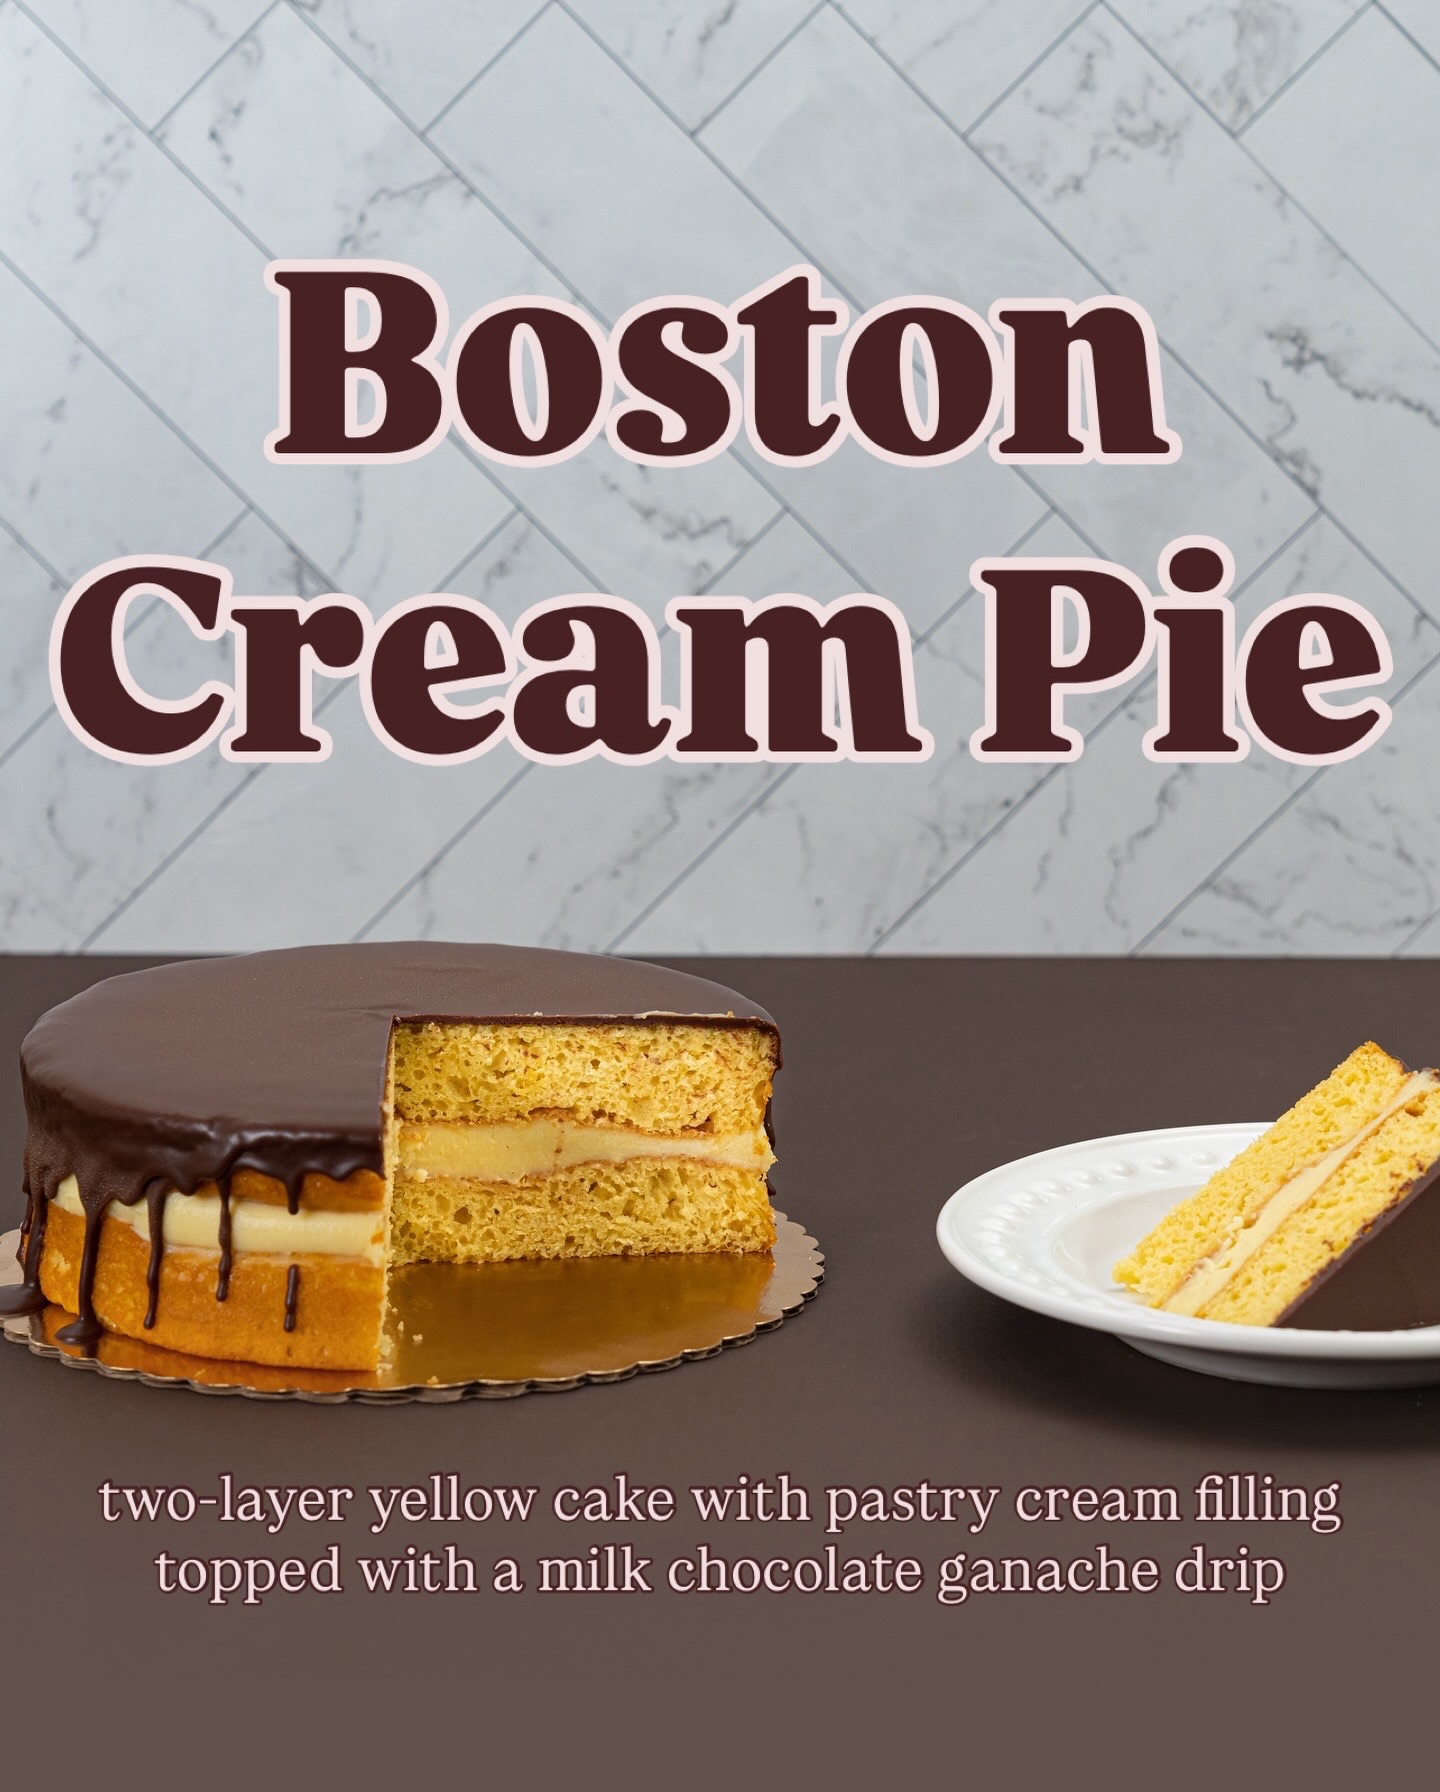 Boston
Cream Pie
two-layer yellow cake with pastry cream filling
topped with a milk chocolate ganache drip